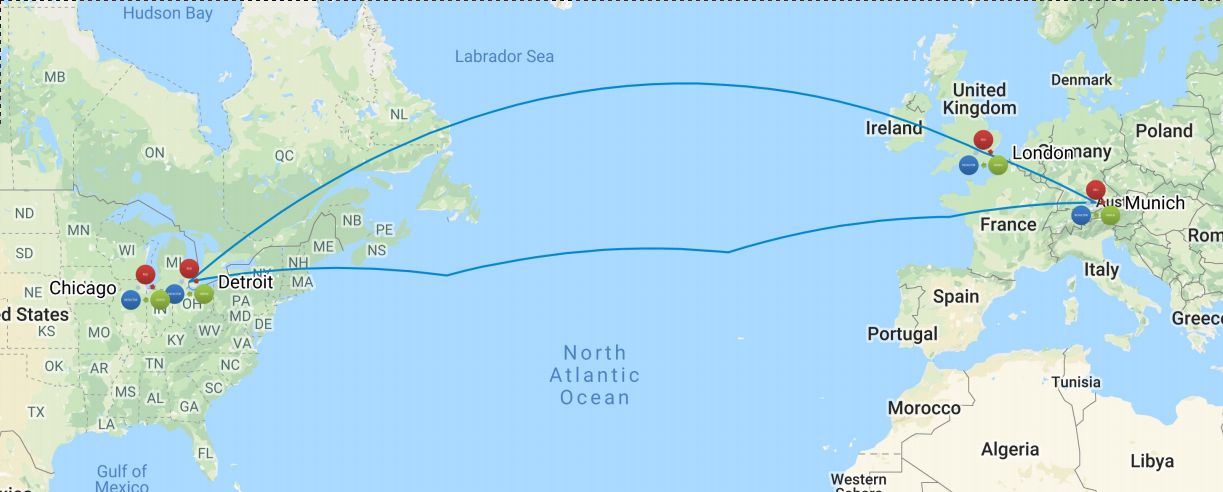 Hudson Bay
Labrador Sea
MB
NL
ON
QC
Denmark
United
Kingdom
Ireland
Poland
London
Germany
ND
MN
WI
MI
NB
PE
NS
ME
Munich
France
SD
NH
NY
MA
Detroit
Chicago
NE
IN
OH
PA
MD
DE
Italy
Rom
Spain
Portugal
Greece
d States
KS
MO
WV
KY
VA
OK
AR
TN
NC
MS
AL
SC
GA
TX
LA
FL
North
Atlantic
Ocean
Tunisia
Morocco
Algeria
Libya
Gulf of
Mexico
Western